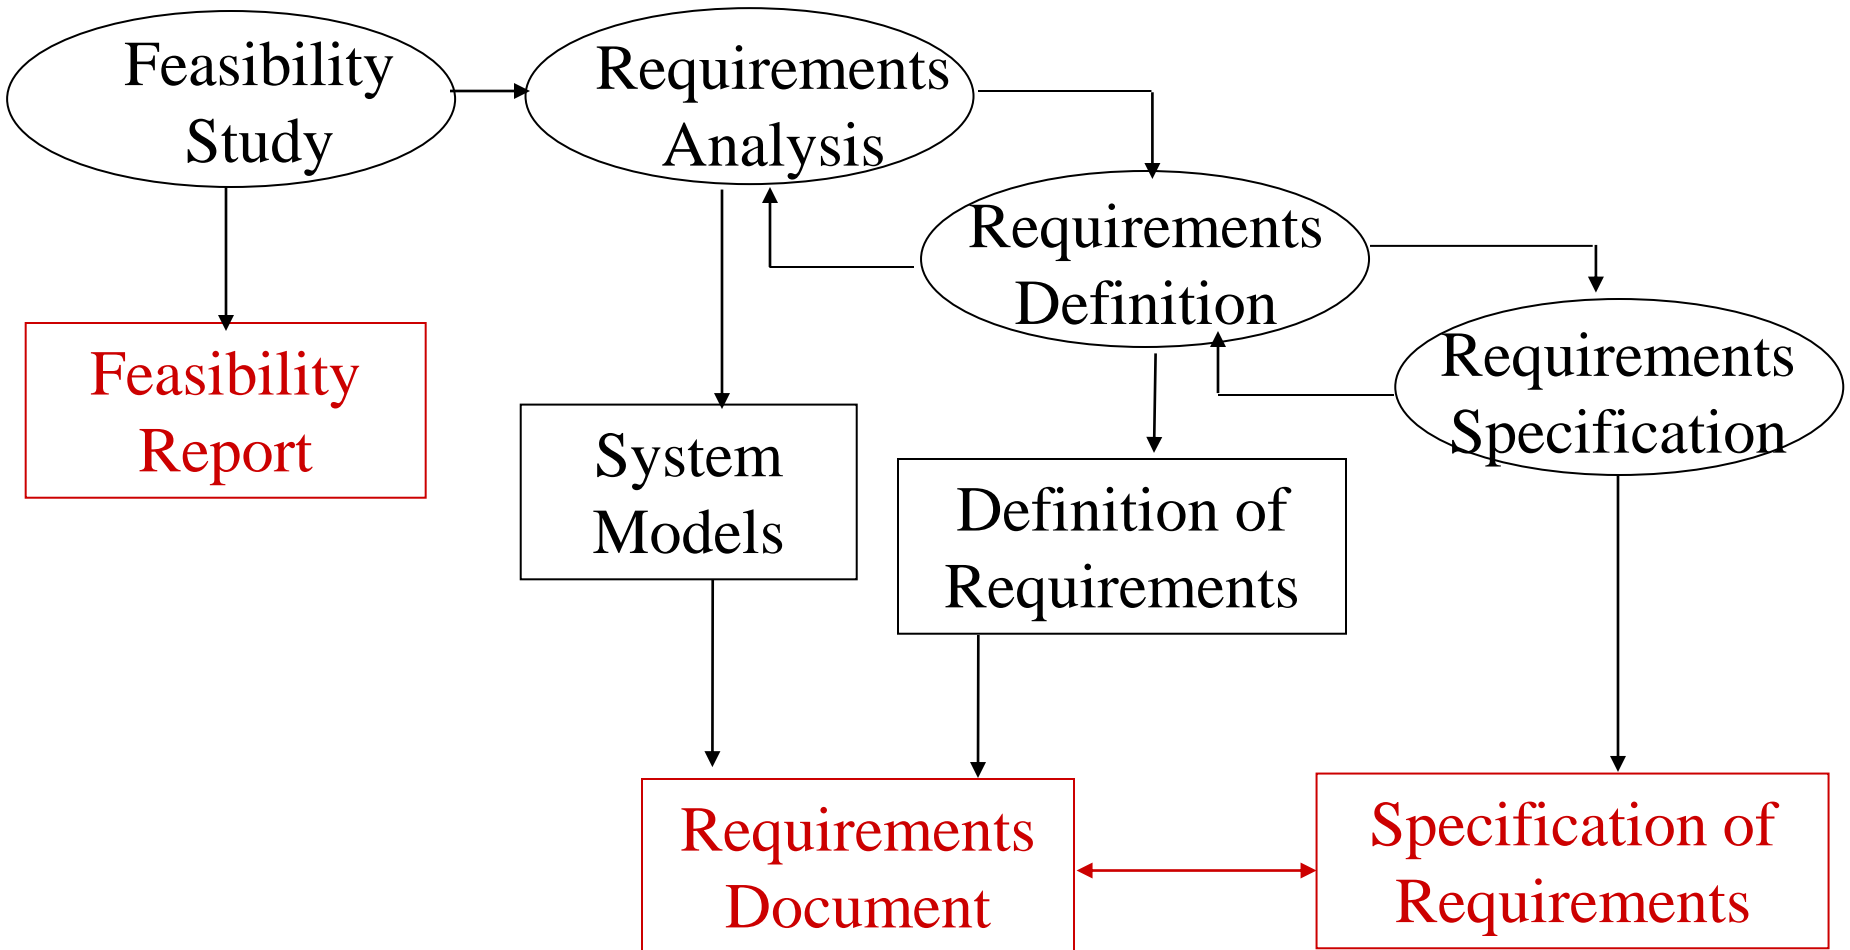 Feasibility
Study
Requirements
Analysis
Requirements
Definition
Requirements
Specification
Feasibility
Report
System
Models
Definition of
Requirements
Requirements
Document
Specification of
Requirements